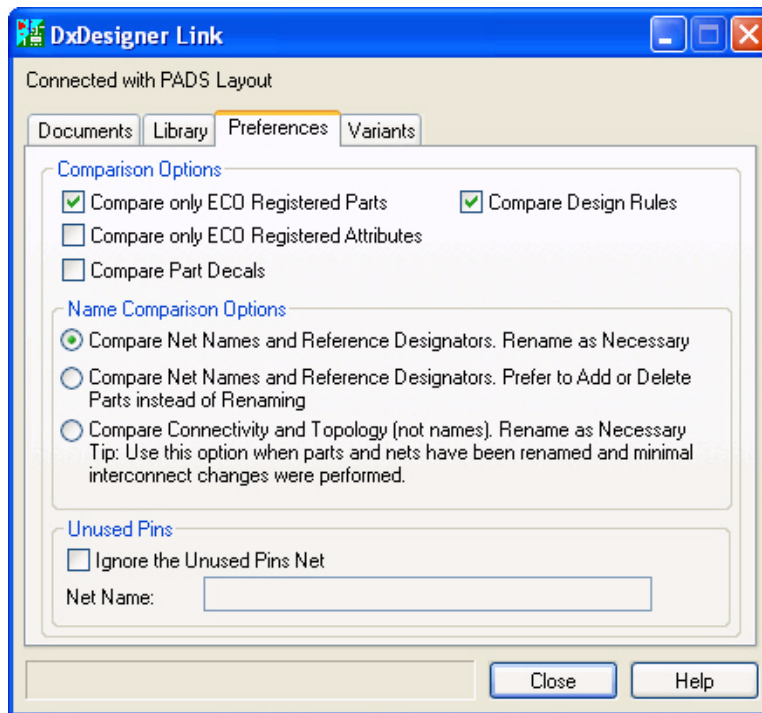 DxDesigner Link
Connected with PADS Layout
Documents Library Preferences Variants
Comparison Options
Compare only ECO Registered Parts Compare Design Rules
Compare only ECO Registered Attributes
Compare Part Decals
Name Comparison Options
Compare Net Names and Reference Designators. Rename as Necessary
Compare Net Names and Reference Designators. Prefer to Add or Delete
Parts instead of Renaming
Compare Connectivity and Topology (not names). Rename as Necessary
Tip: Use this option when parts and nets have been renamed and minimal
interconnect changes were performed.
Unused Pins
Ignore the Unused Pins Net
Net Name:
Close Help